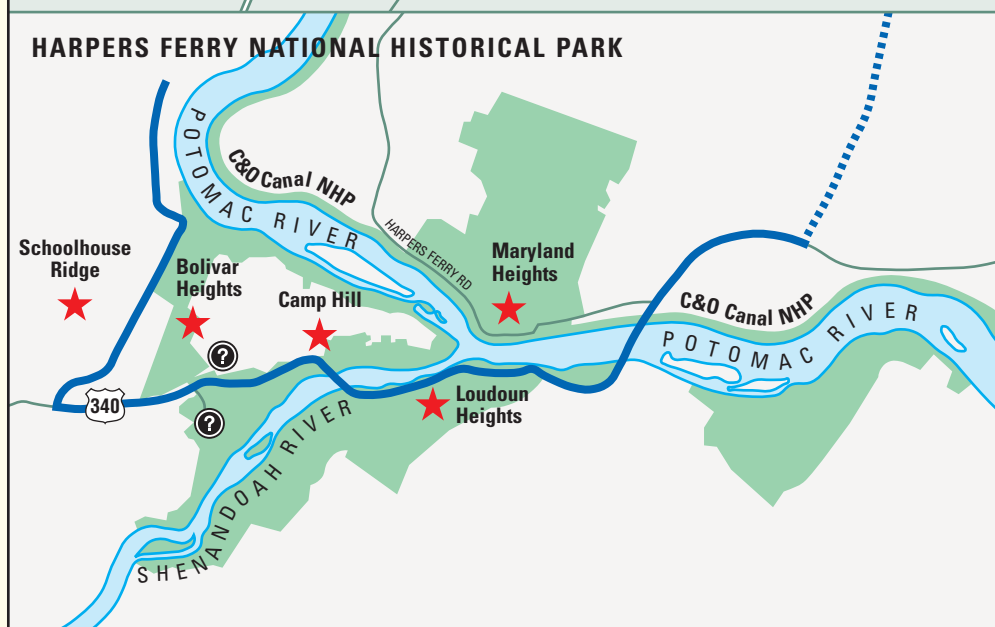 HARPERS FERRY NATIONAL HISTORICAL PARK
POTOMAC RIVER
C&O Canal NHP
HARPERS FERRY RD
Schoolhouse
Ridge
Bolivar
Heights
Camp Hill
Maryland
Heights
C&O Canal NHP
POTOMAC RIVER
?
340
?
Loudoun
Heights
SHENANDOAH RIVER